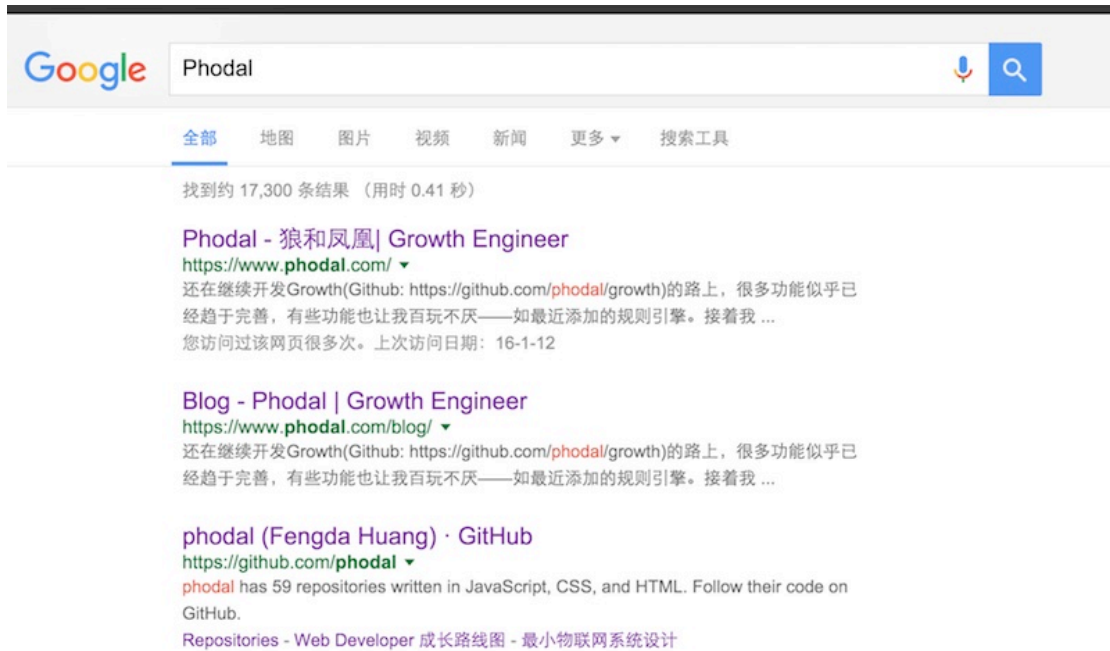 Google Phodal
全部 地图 图片 视频 新闻 更多 搜索工具
找到约 17,300 条结果 （用时 0.41 秒）
Phodal - 狼和凤凰| Growth Engineer
https://www.phodal.com/
还在继续开发Growth(Github: https://github.com/phodal/growth)的路上，很多功能似乎已
经趋于完善，有些功能也让我百玩不厌——如最近添加的规则引擎。接着我 ...
您访问过该网页很多次。上次访问日期：16-1-12
Blog - Phodal | Growth Engineer
https://www.phodal.com/blog/
还在继续开发Growth(Github: https://github.com/phodal/growth)的路上，很多功能似乎已
经趋于完善，有些功能也让我百玩不厌——如最近添加的规则引擎。接着我 ...
phodal (Fengda Huang) · GitHub
https://github.com/phodal
phodal has 59 repositories written in JavaScript, CSS, and HTML. Follow their code on
GitHub.
Repositories - Web Developer 成长路线图 - 最小物联网系统设计